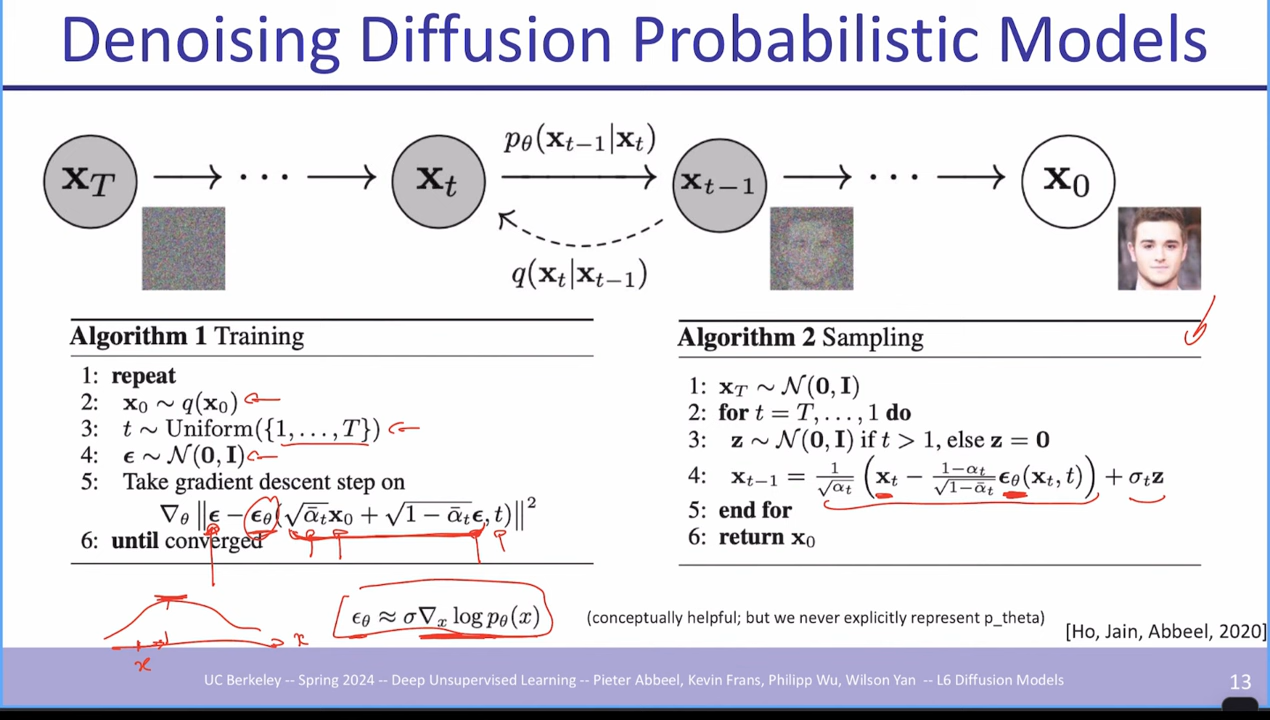 Denoising Diffusion Probabilistic Models
p_θ(x_{t−1}|x_t)
x_T → ⋯ → x_t → x_{t−1} → ⋯ → x_0
q(x_t|x_{t−1})
Algorithm 1 Training
1: repeat
2: x_0 ∼ q(x_0)
3: t ∼ Uniform({1, . . . , T})
4: ϵ ∼ 𝒩(0, I)
5: Take gradient descent step on
∇_θ ‖ϵ − ϵ_θ(√ᾱ_t x_0 + √(1 − ᾱ_t) ϵ, t)‖²
6: until converged
Algorithm 2 Sampling
1: x_T ∼ 𝒩(0, I)
2: for t = T, . . . , 1 do
3: z ∼ 𝒩(0, I) if t > 1, else z = 0
4: x_{t−1} = 1/√α_t (x_t − (1−α_t)/√(1−ᾱ_t) ϵ_θ(x_t, t)) + σ_t z
5: end for
6: return x_0
x
x
ϵ_θ ≈ σ∇_x log p_θ(x)
(conceptually helpful; but we never explicitly represent p_theta)
[Ho, Jain, Abbeel, 2020]
UC Berkeley -- Spring 2024 -- Deep Unsupervised Learning -- Pieter Abbeel, Kevin Frans, Philipp Wu, Wilson Yan -- L6 Diffusion Models
13